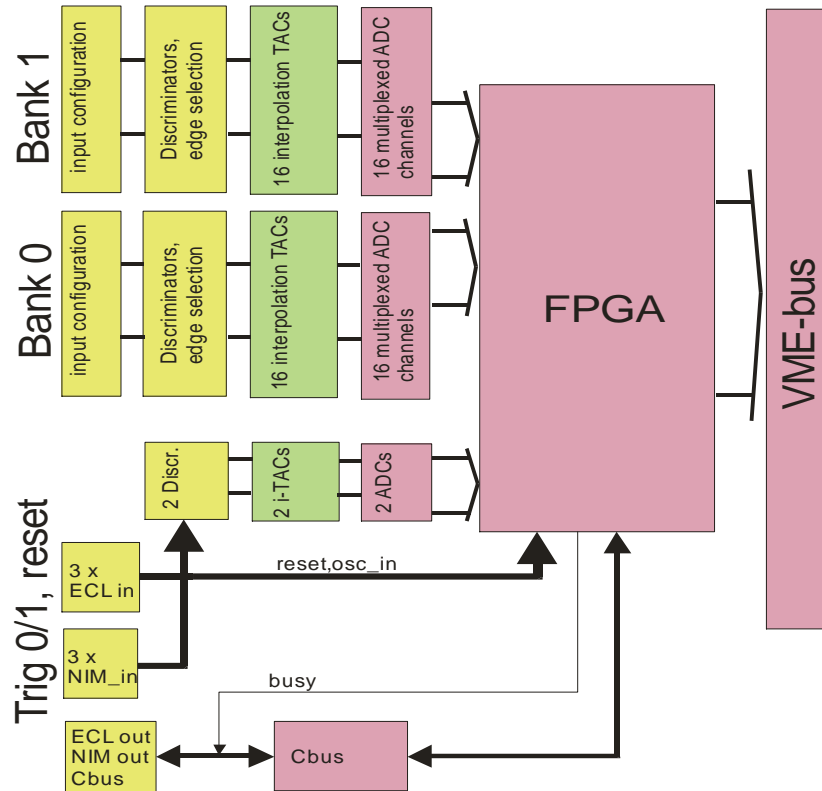 Bank 1
input configuration
Discriminators,
edge selection
16 interpolation TACs
16 multiplexed ADC
channels
Bank 0
input configuration
Discriminators,
edge selection
16 interpolation TACs
16 multiplexed ADC
channels
FPGA
VME-bus
Trig 0/1, reset
2 Discr.
2 i-TACs
2 ADCs
3 x
ECL in
reset,osc_in
3 x
NIM_in
busy
ECL out
NIM out
Cbus
Cbus